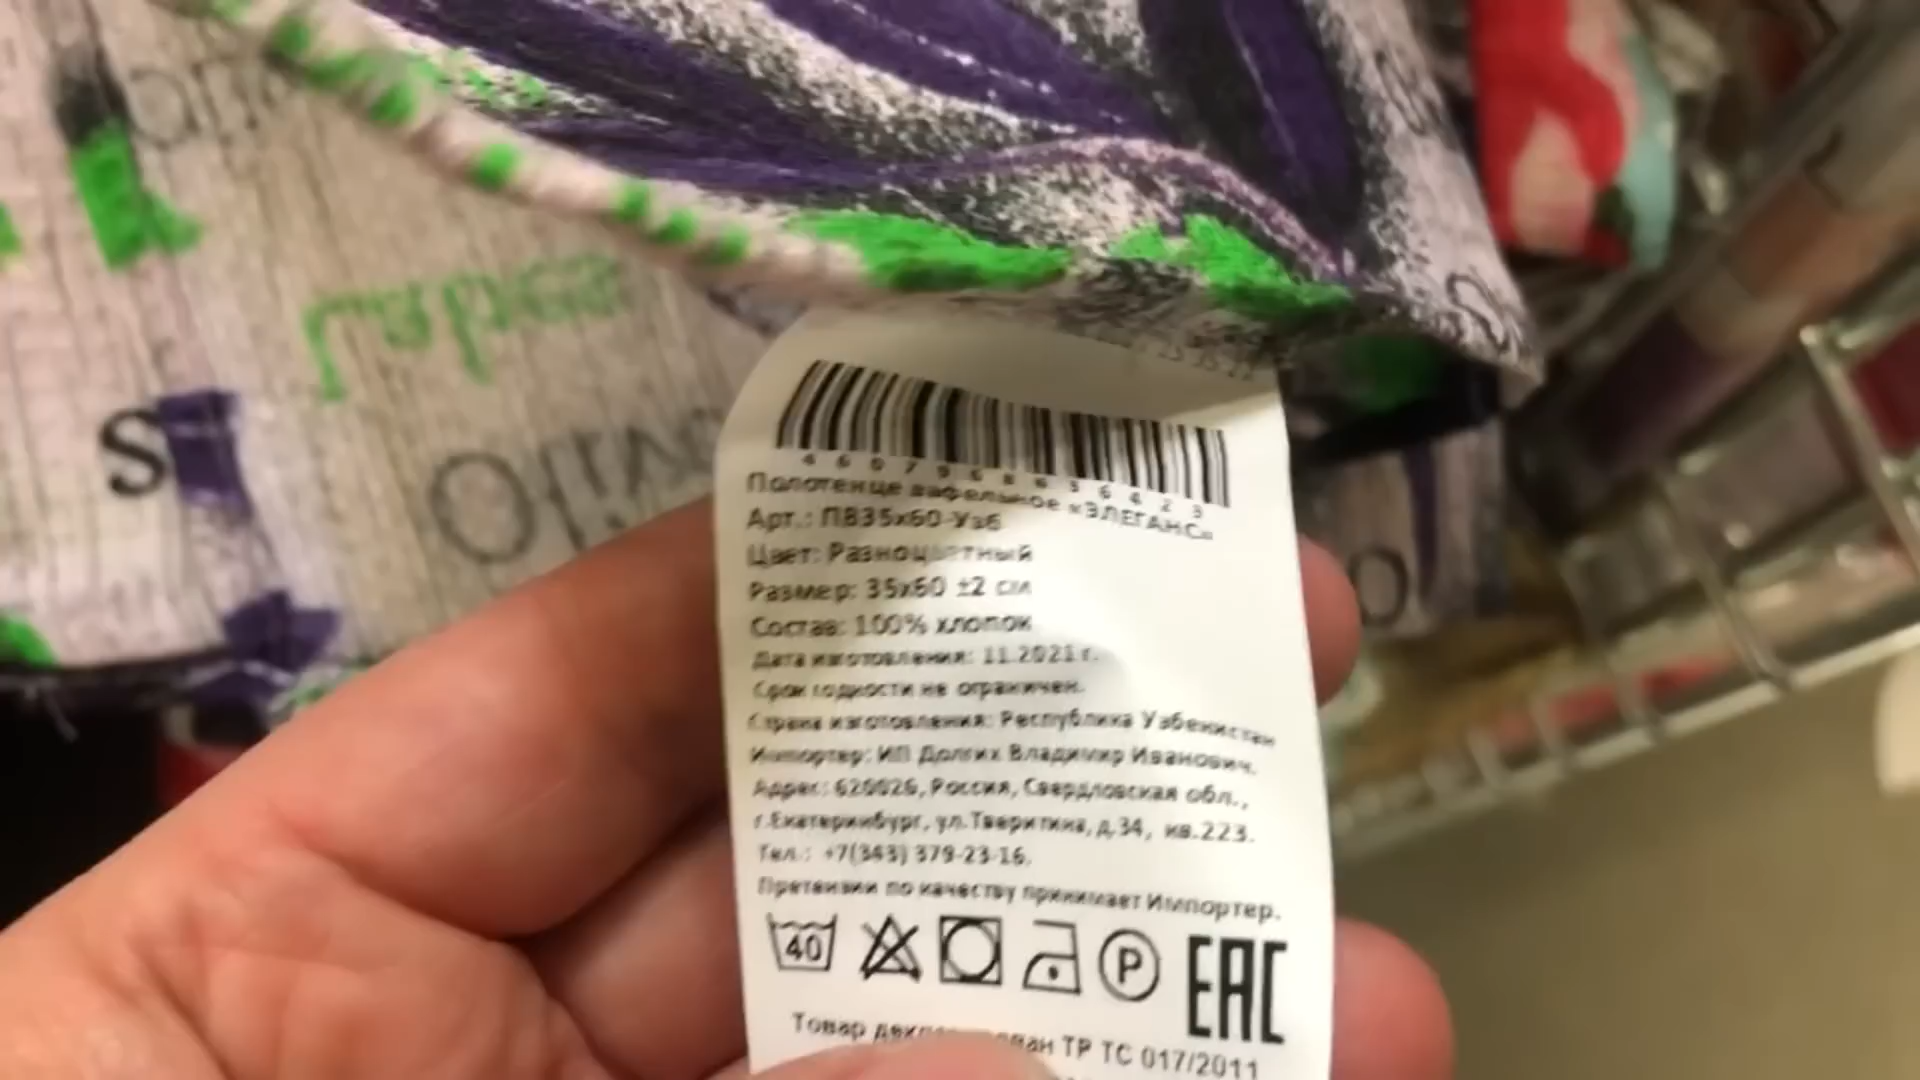 Olivi
s
4607968636423
Полотенце вафельное «ЭЛЕГАНС»
Арт.: ПВ35х60-Узб
Цвет: Разноцветный
Размер: 35х60 ±2 см
Состав: 100% хлопок
Дата изготовления: 11.2021 г.
Срок годности не ограничен.
Страна изготовления: Республика Узбекистан
Импортер: ИП Долгих Владимир Иванович.
Адрес: 620026, Россия, Свердловская обл.,
г.Екатеринбург, ул.Тверитина, д.34, кв.223.
Тел.: +7(343) 379-23-16.
Претензии по качеству принимает Импортер.
40 P EAC
Товар ТР ТС 017/2011